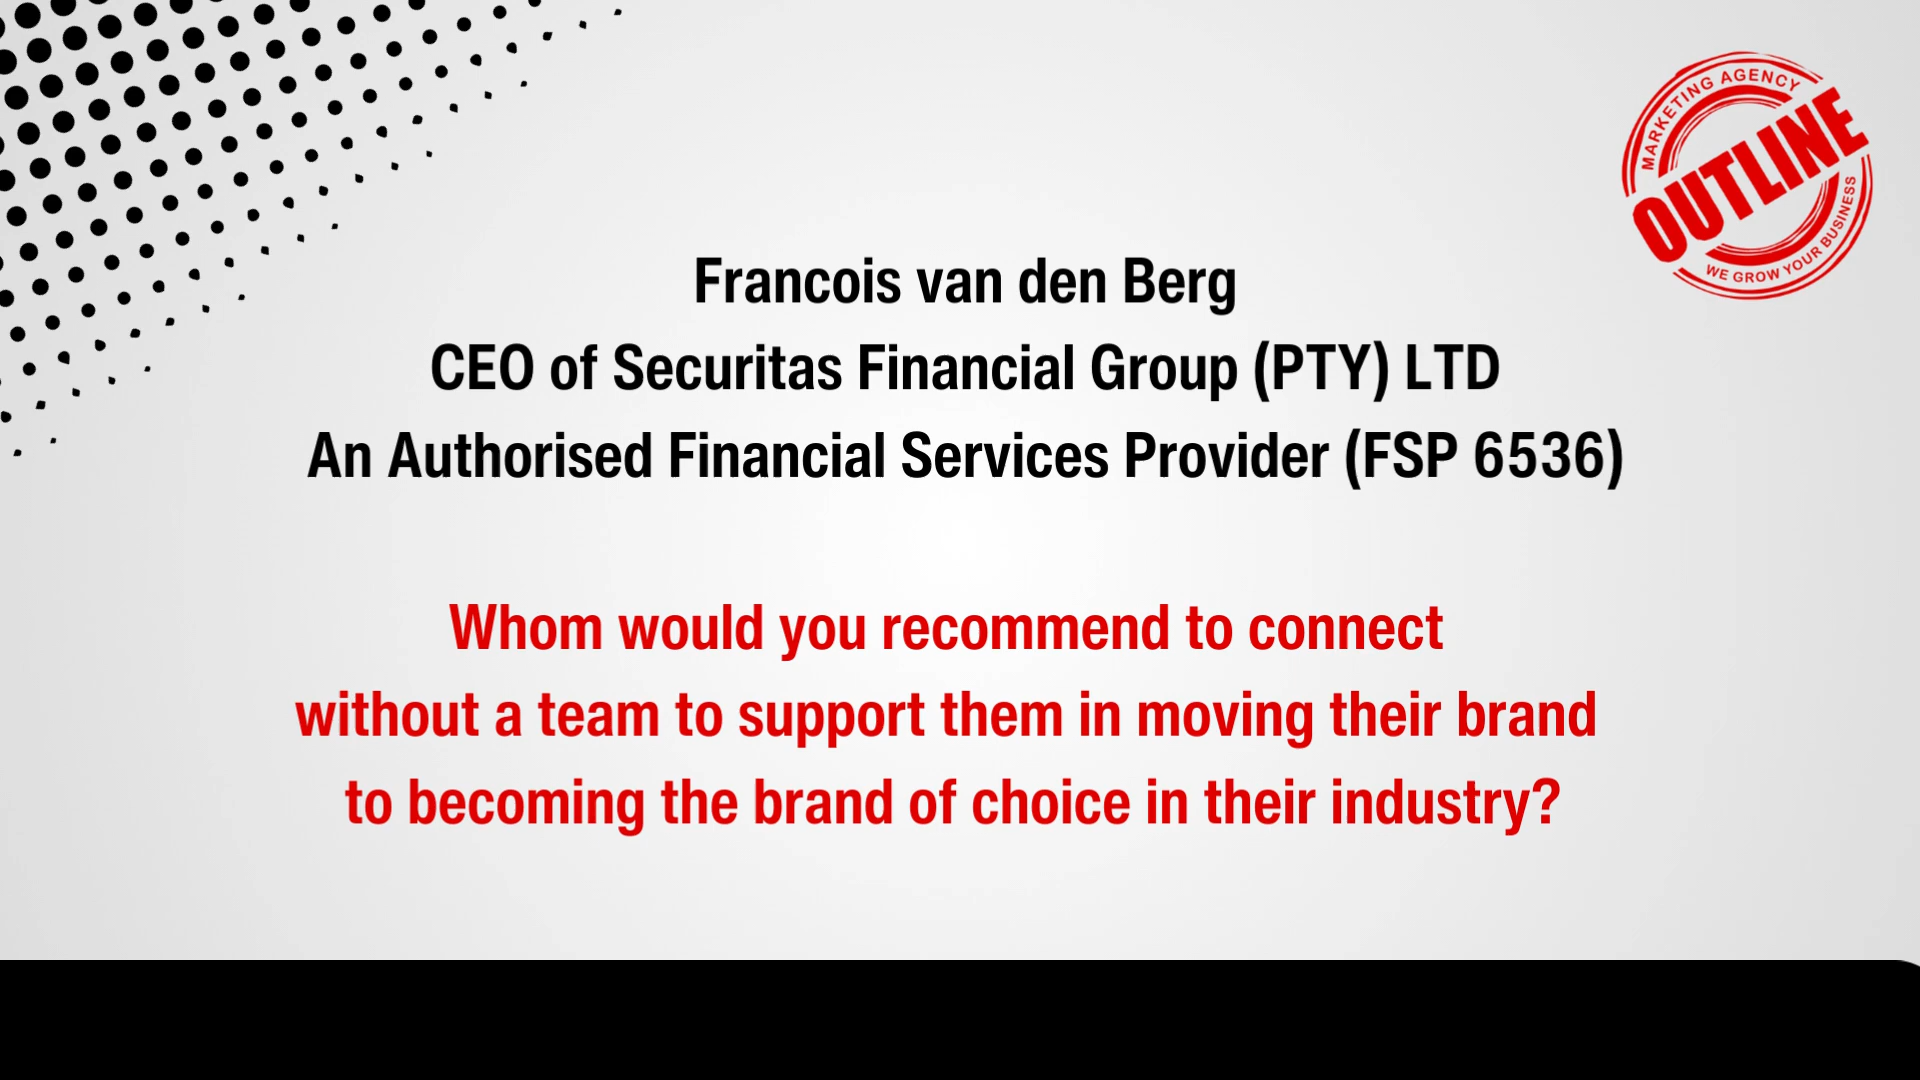 MARKETING AGENCY
OUTLINE
WE GROW YOUR BUSINESS
Francois van den Berg
CEO of Securitas Financial Group (PTY) LTD
An Authorised Financial Services Provider (FSP 6536)
Whom would you recommend to connect
without a team to support them in moving their brand
to becoming the brand of choice in their industry?